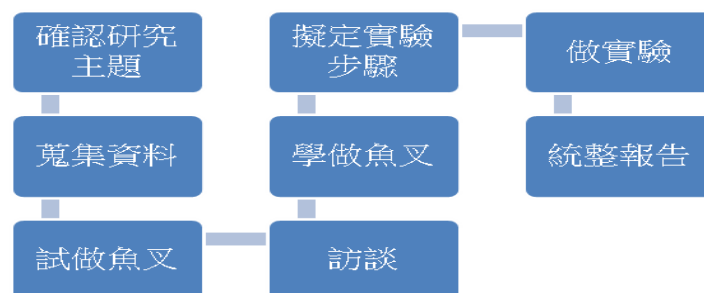 確認研究
主題
蒐集資料
試做魚叉
訪談
學做魚叉
擬定實驗
步驟
做實驗
統整報告